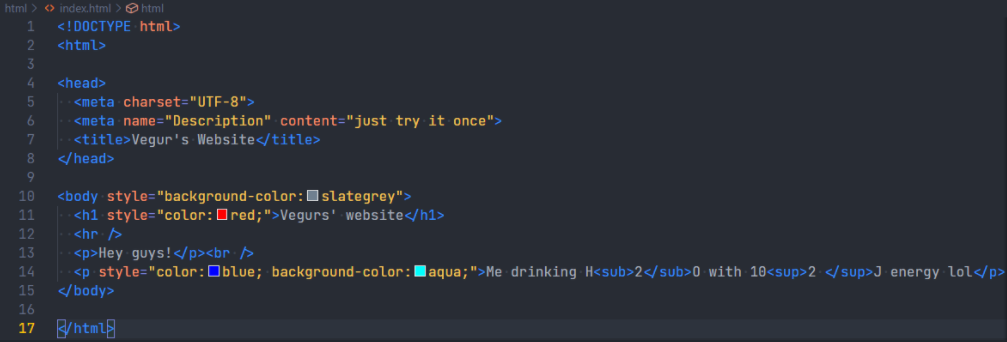 html > index.html > html
1 <!DOCTYPE html>
2 <html>
3
4 <head>
5   <meta charset="UTF-8">
6   <meta name="Description" content="just try it once">
7   <title>Vegur's Website</title>
8 </head>
9
10 <body style="background-color:slategrey">
11   <h1 style="color:red;">Vegurs' website</h1>
12   <hr />
13   <p>Hey guys!</p><br />
14   <p style="color:blue; background-color:aqua;">Me drinking H<sub>2</sub>O with 10<sup>2 </sup>J energy lol</p>
15 </body>
16
17 </html>